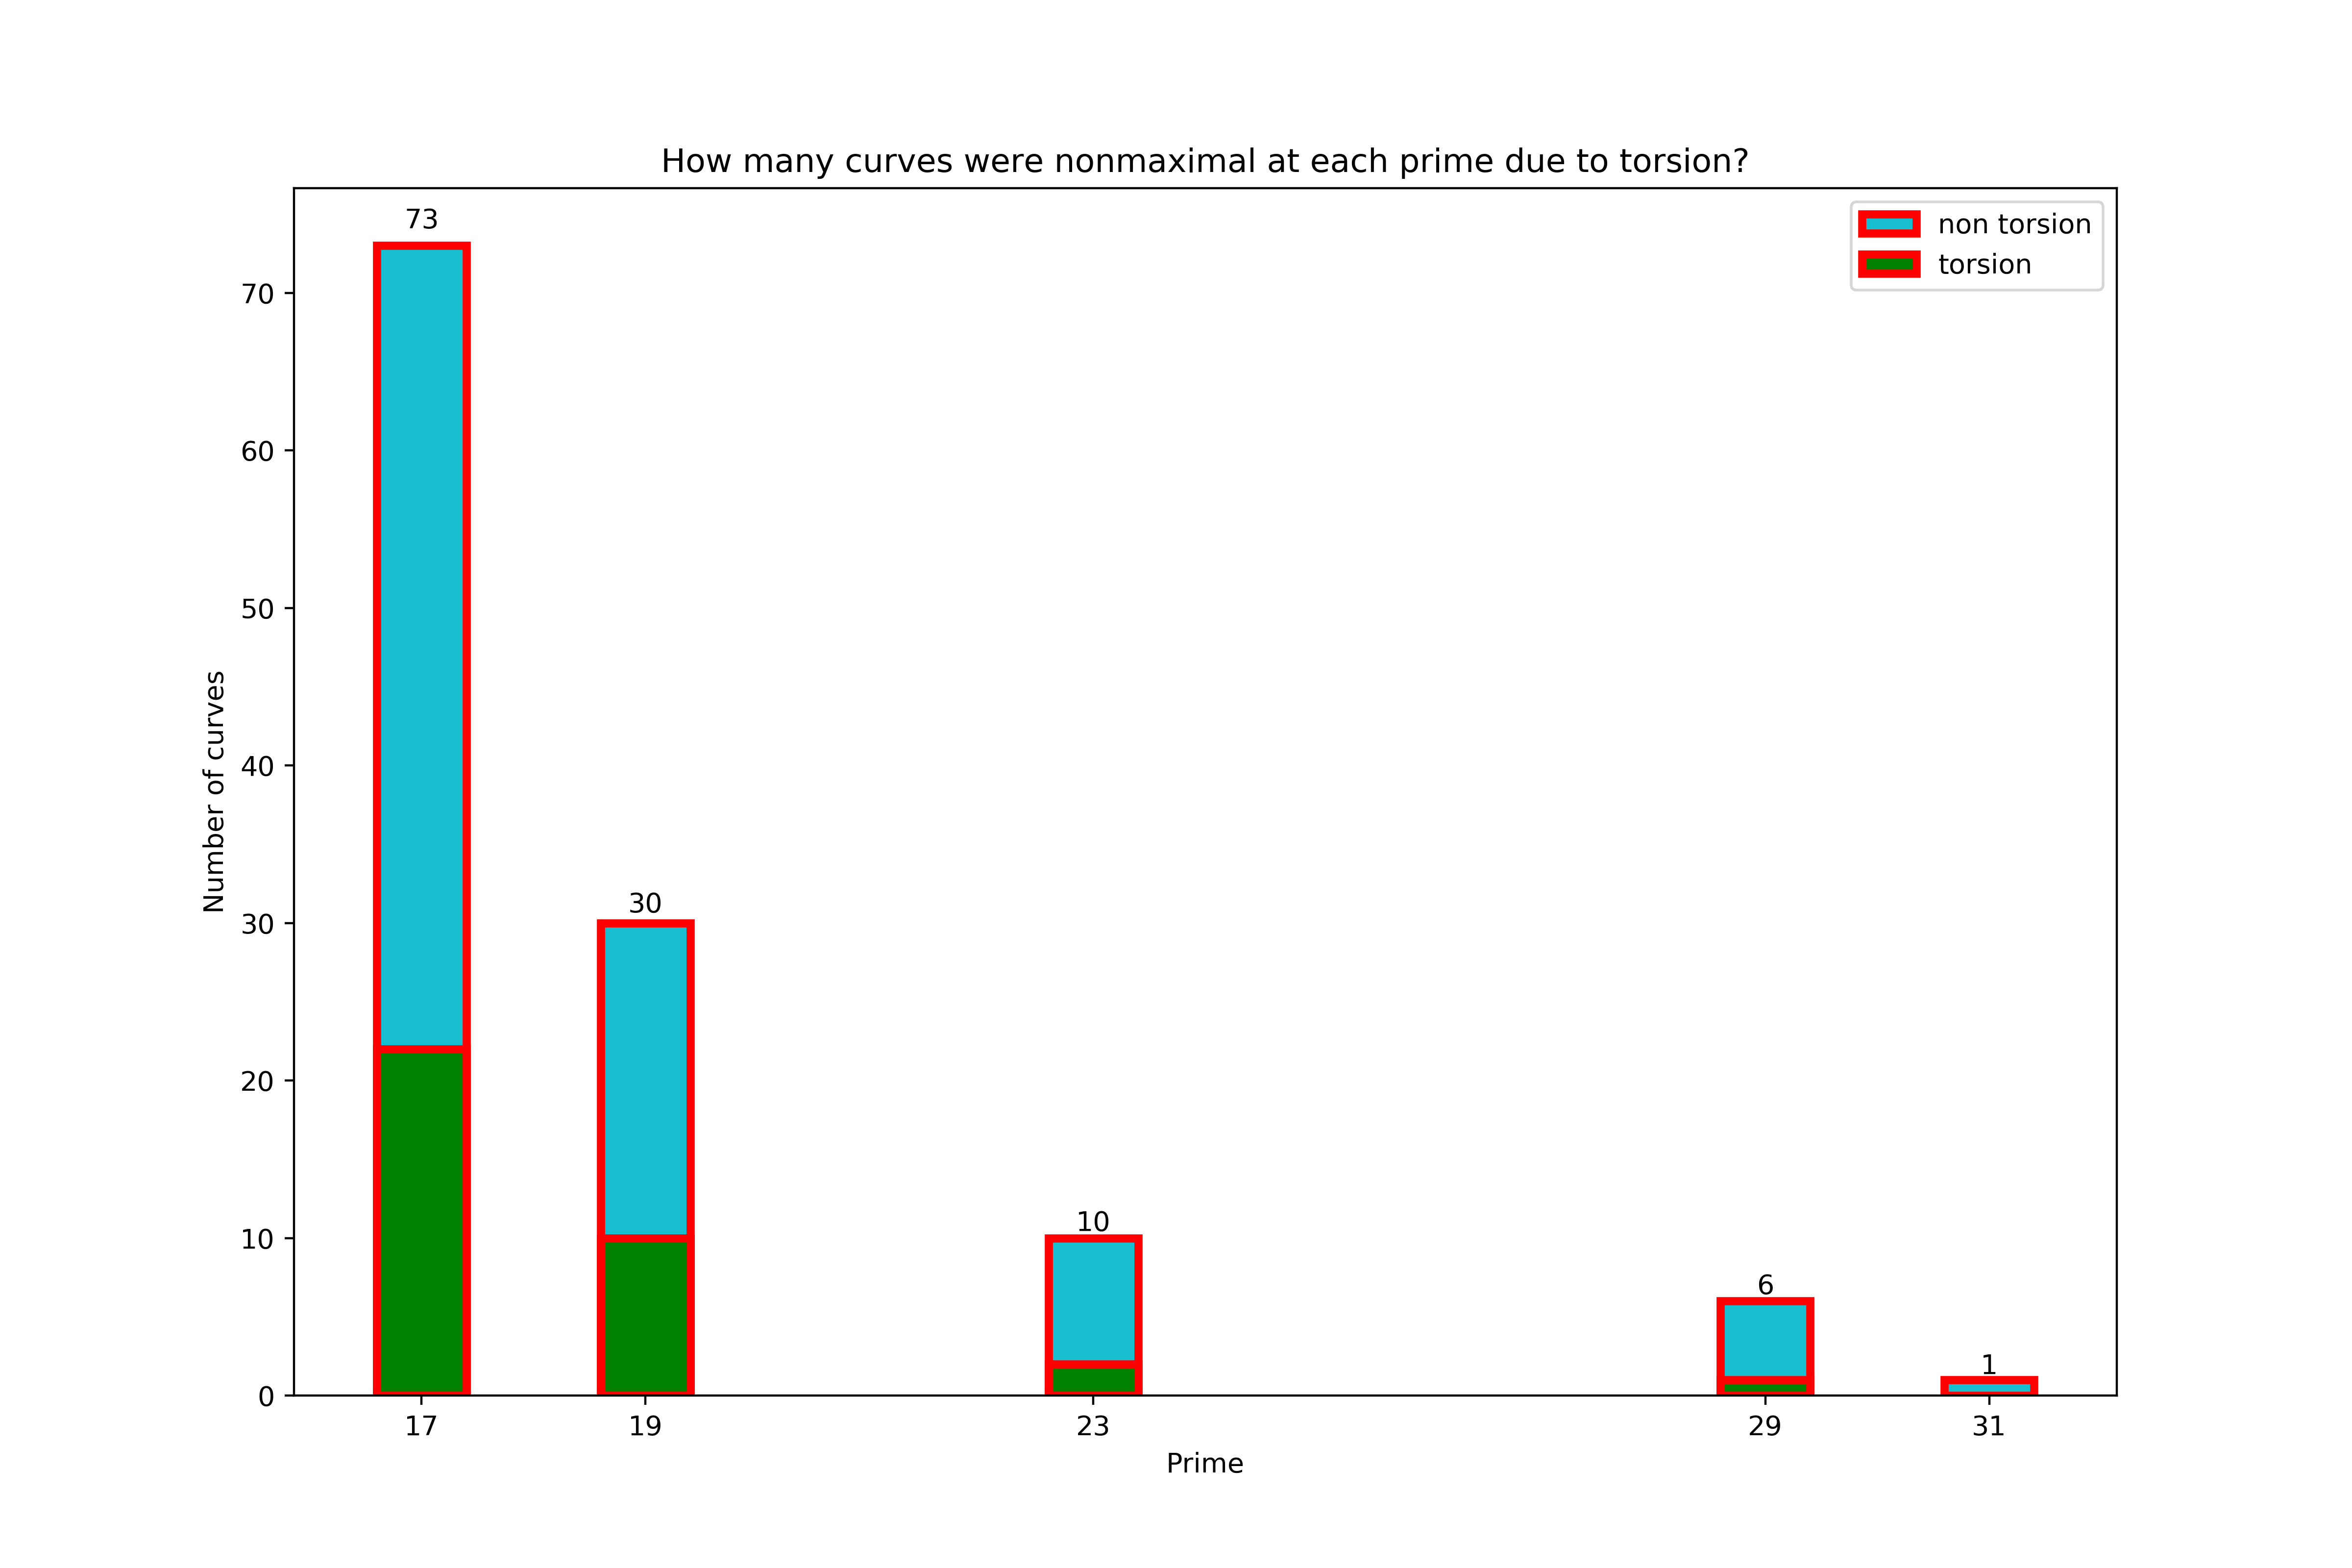 How many curves were nonmaximal at each prime due to torsion?
non torsion
torsion
73
30
10
6
1
70
60
50
40
30
20
10
0
Number of curves
17 19 23 29 31
Prime